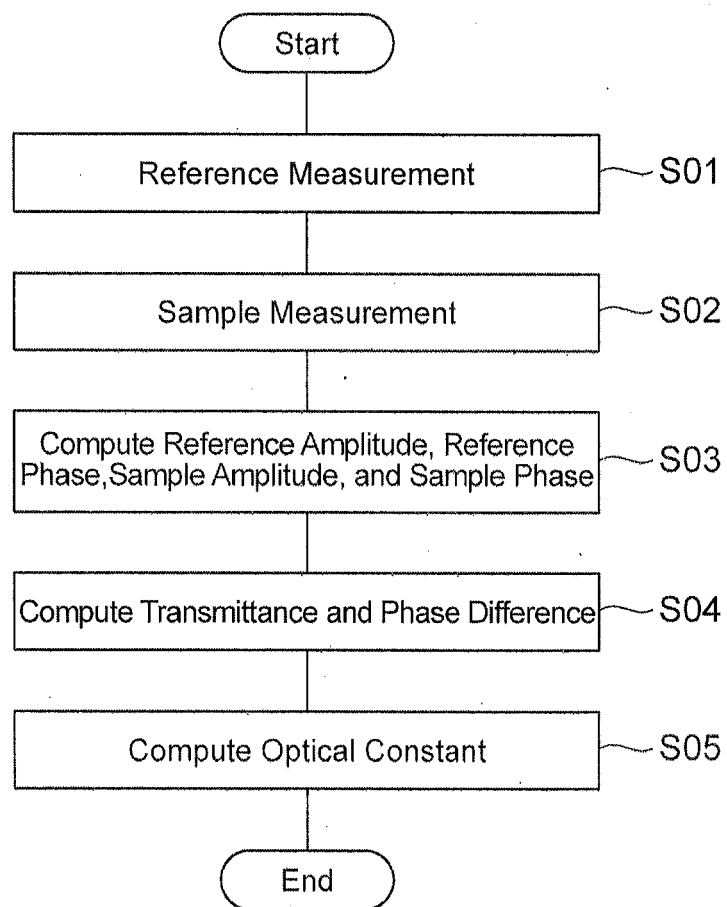 Start
Reference Measurement
S01
Sample Measurement
S02
Compute Reference Amplitude, Reference
Phase,Sample Amplitude, and Sample Phase
S03
Compute Transmittance and Phase Difference
S04
Compute Optical Constant
S05
End